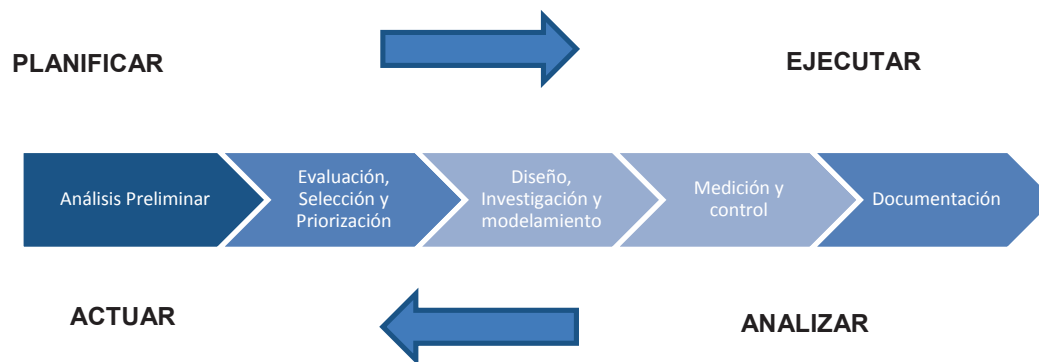 PLANIFICAR
EJECUTAR
Análisis Preliminar
Evaluación,
Selección y
Priorización
Diseño,
Investigación y
modelamiento
Medición y
control
Documentación
ACTUAR
ANALIZAR